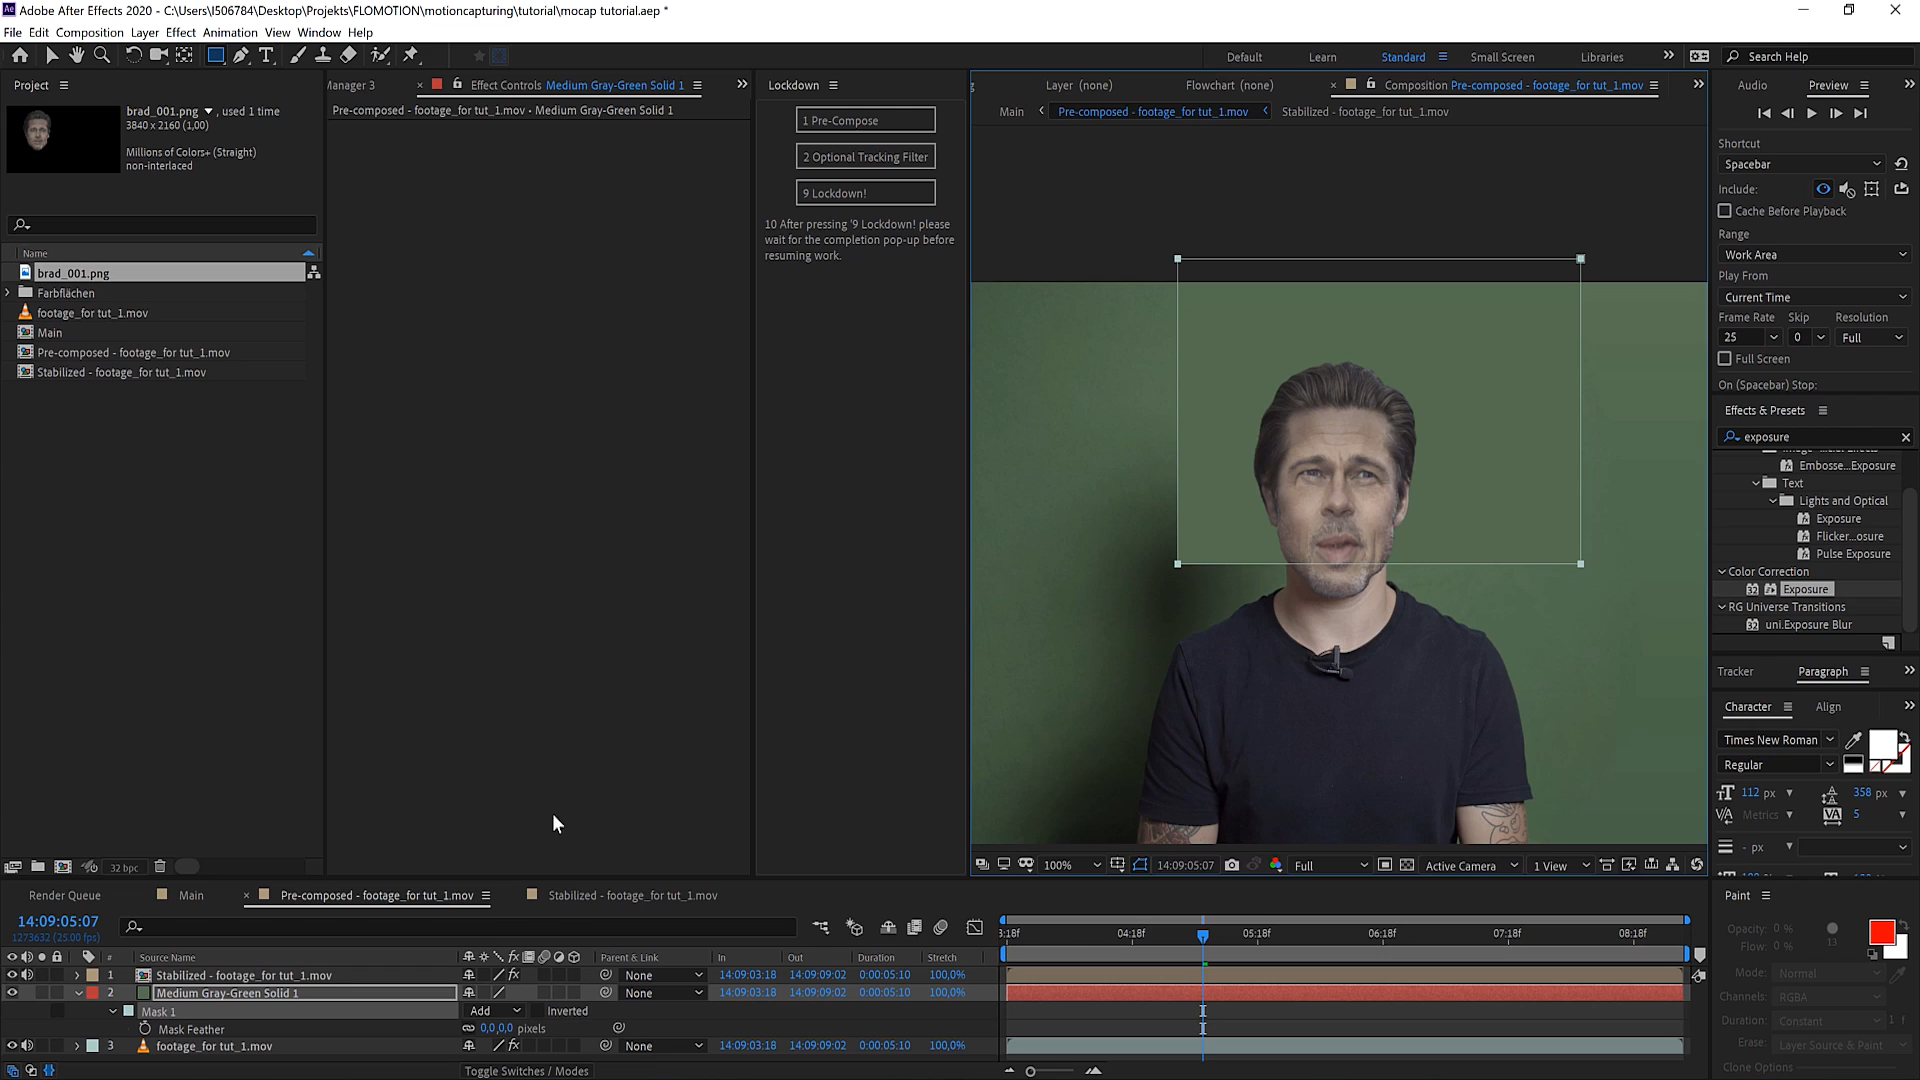 Adobe After Effects 2020 - C:\Users\I506784\Desktop\Projekts\FLOMOTION\motioncapturing\tutorial\mocap tutorial.aep *
File Edit Composition Layer Effect Animation View Window Help
Default Learn Standard Small Screen Libraries Search Help
Project
brad_001.png , used 1 time
3840 x 2160 (1,00)
Millions of Colors+ (Straight)
non-interlaced
Name
brad_001.png
Farbflächen
footage_for tut_1.mov
Main
Pre-composed - footage_for tut_1.mov
Stabilized - footage_for tut_1.mov
32 bpc
Manager 3 Effect Controls Medium Gray-Green Solid 1
Pre-composed - footage_for tut_1.mov • Medium Gray-Green Solid 1
Lockdown
1 Pre-Compose
2 Optional Tracking Filter
9 Lockdown!
10 After pressing '9 Lockdown! please
wait for the completion pop-up before
resuming work.
Layer (none) Flowchart (none) Composition Pre-composed - footage_for tut_1.mov
Main Pre-composed - footage_for tut_1.mov Stabilized - footage_for tut_1.mov
100% 14:09:05:07 Full Active Camera 1 View
Audio Preview
Shortcut
Spacebar
Include:
Cache Before Playback
Range
Work Area
Play From
Current Time
Frame Rate Skip Resolution
25 0 Full
Full Screen
On (Spacebar) Stop:
Effects & Presets
exposure
Embosse...Exposure
Text
Lights and Optical
Exposure
Flicker...osure
Pulse Exposure
Color Correction
32 Exposure
RG Universe Transitions
32 uni.Exposure Blur
Tracker Paragraph
Character Align
Times New Roman
Regular
112 px 358 px
Metrics 5
- px
Paint
Opacity: 0 %
Flow: 0 % 13
Mode: Normal
Channels: RGBA
Duration: Constant 1 f
Erase: Layer Source & Paint
Clone Options
Render Queue Main Pre-composed - footage_for tut_1.mov Stabilized - footage_for tut_1.mov
14:09:05:07
1273632 (25.00 fps)
3:18f 04:18f 05:18f 06:18f 07:18f 08:18f
# Source Name Parent & Link In Out Duration Stretch
1 Stabilized - footage_for tut_1.mov None 14:09:03:18 14:09:09:02 0:00:05:10 100,0%
2 Medium Gray-Green Solid 1 None 14:09:03:18 14:09:09:02 0:00:05:10 100,0%
Mask 1 Add Inverted
Mask Feather 0,0,0,0 pixels
3 footage_for tut_1.mov None 14:09:03:18 14:09:09:02 0:00:05:10 100,0%
Toggle Switches / Modes